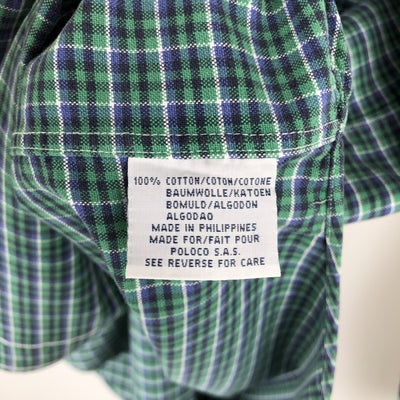 100% COTTON/COTON/COTONE
BAUMWOLLE/KATOEN
BOMULD/ALGODON
ALGODAO
MADE IN PHILIPPINES
MADE FOR/FAIT POUR
POLOCO S.A.S.
SEE REVERSE FOR CARE